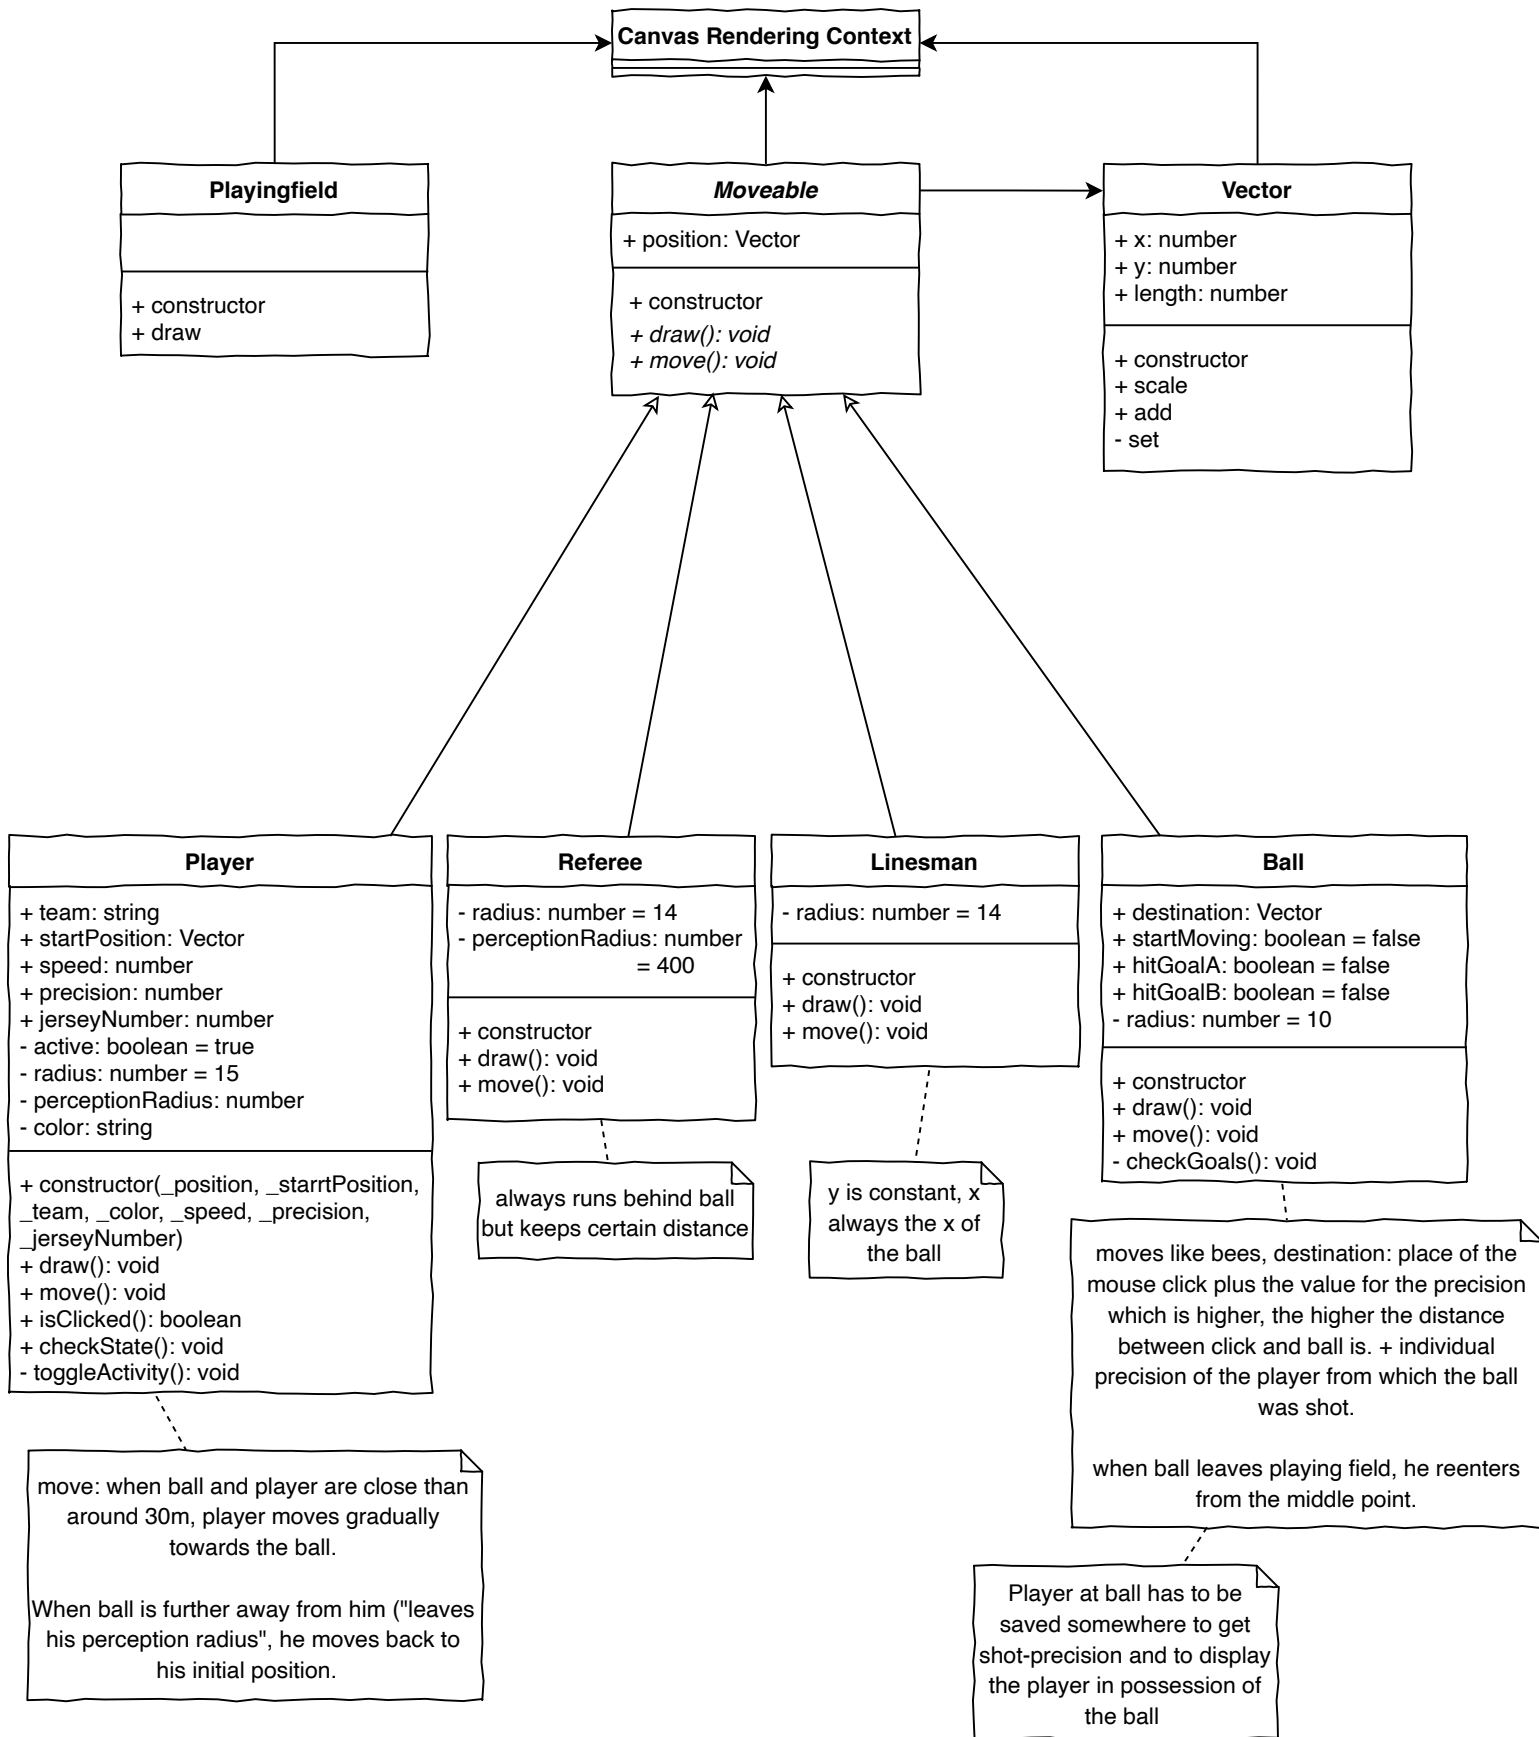 Canvas Rendering Context
Playingfield
+ constructor
+ draw
Moveable
+ position: Vector
+ constructor
+ draw(): void
+ move(): void
Vector
+ x: number
+ y: number
+ length: number
+ constructor
+ scale
+ add
- set
Player
+ team: string
+ startPosition: Vector
+ speed: number
+ precision: number
+ jerseyNumber: number
- active: boolean = true
- radius: number = 15
- perceptionRadius: number
- color: string
+ constructor(_position, _starrtPosition,
_team, _color, _speed, _precision,
_jerseyNumber)
+ draw(): void
+ move(): void
+ isClicked(): boolean
+ checkState(): void
- toggleActivity(): void
move: when ball and player are close than
around 30m, player moves gradually
towards the ball.
When ball is further away from him ("leaves
his perception radius", he moves back to
his initial position.
Referee
- radius: number = 14
- perceptionRadius: number
= 400
+ constructor
+ draw(): void
+ move(): void
always runs behind ball
but keeps certain distance
Linesman
- radius: number = 14
+ constructor
+ draw(): void
+ move(): void
y is constant, x
always the x of
the ball
Ball
+ destination: Vector
+ startMoving: boolean = false
+ hitGoalA: boolean = false
+ hitGoalB: boolean = false
- radius: number = 10
+ constructor
+ draw(): void
+ move(): void
- checkGoals(): void
moves like bees, destination: place of the
mouse click plus the value for the precision
which is higher, the higher the distance
between click and ball is. + individual
precision of the player from which the ball
was shot.
when ball leaves playing field, he reenters
from the middle point.
Player at ball has to be
saved somewhere to get
shot-precision and to display
the player in possession of
the ball